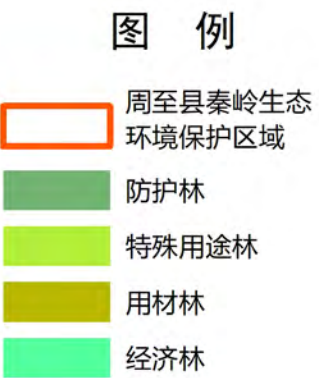 图 例
周至县秦岭生态
环境保护区域
防护林
特殊用途林
用材林
经济林